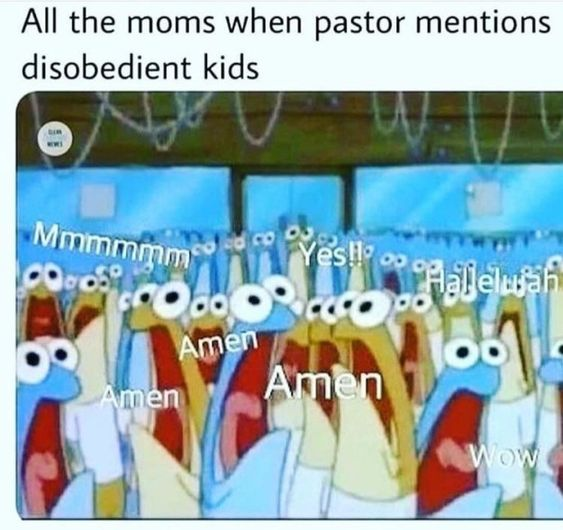 All the moms when pastor mentions
disobedient kids
Mmmmmm
Yes!!
Hallelujah
Amen
Amen
Amen
Wow